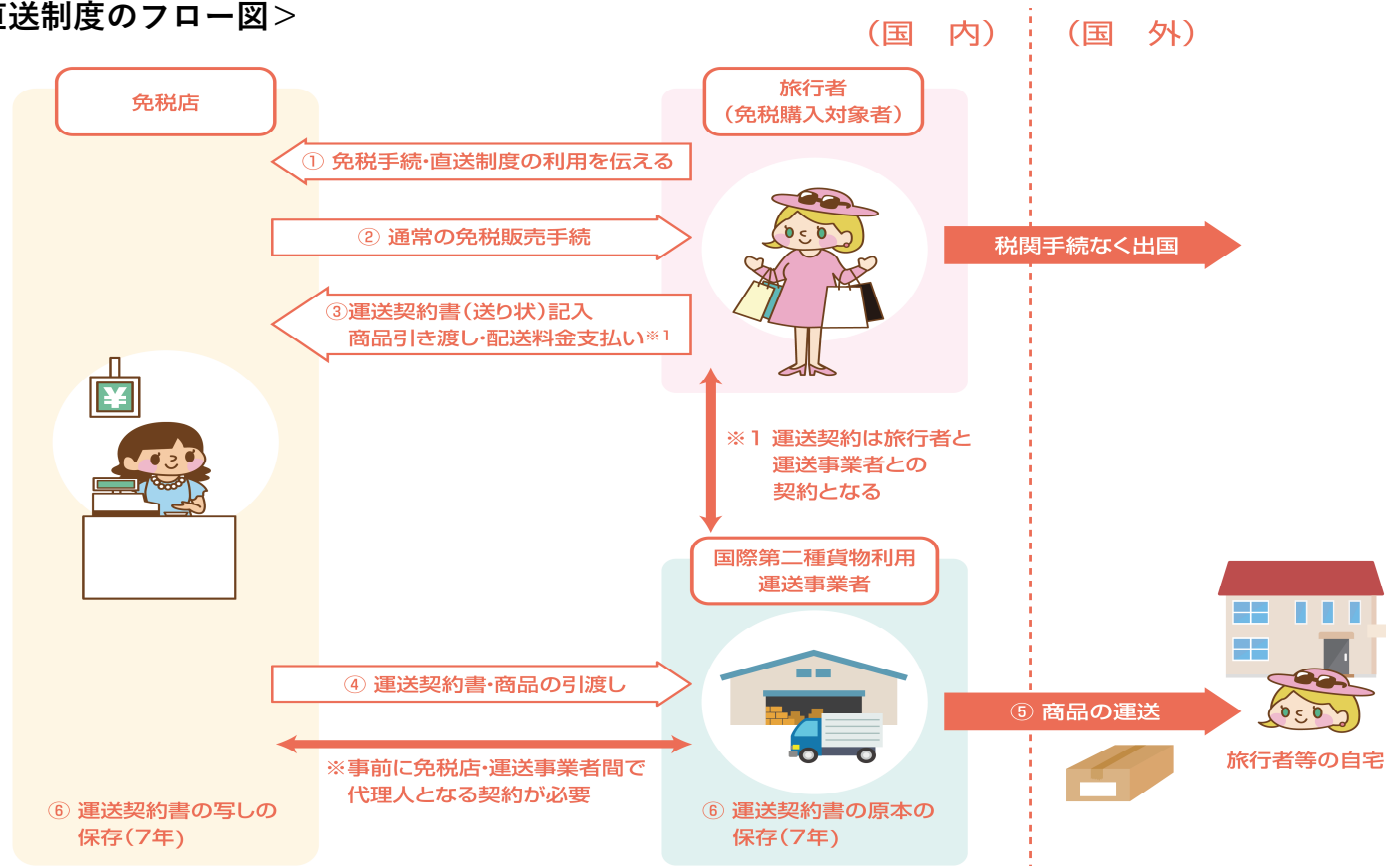 直送制度のフロー図＞
（国　内）
（国　外）
免税店
旅行者
（免税購入対象者）
① 免税手続・直送制度の利用を伝える
② 通常の免税販売手続
税関手続なく出国
③運送契約書（送り状）記入
商品引き渡し・配送料金支払い※1
¥
※1 運送契約は旅行者と
運送事業者との
契約となる
国際第二種貨物利用
運送事業者
④ 運送契約書・商品の引渡し
⑤ 商品の運送
※事前に免税店・運送事業者間で
代理人となる契約が必要
旅行者等の自宅
⑥ 運送契約書の写しの
保存（7年）
⑥ 運送契約書の原本の
保存（7年）